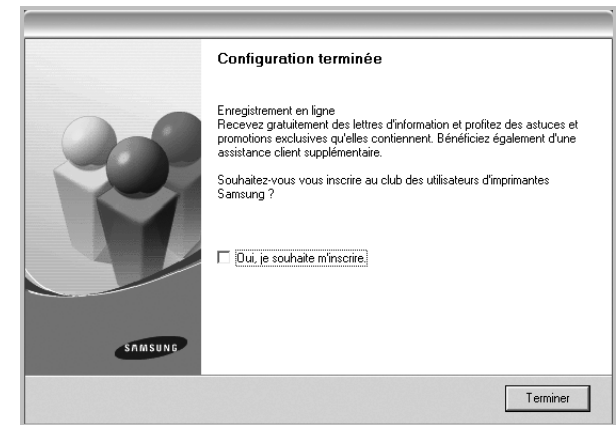 Configuration terminée
Enregistrement en ligne
Recevez gratuitement des lettres d'information et profitez des astuces et
promotions exclusives qu'elles contiennent. Bénéficiez également d'une
assistance client supplémentaire.
Souhaitez-vous vous inscrire au club des utilisateurs d'imprimantes
Samsung ?
Oui, je souhaite m'inscrire.
SAMSUNG
Terminer